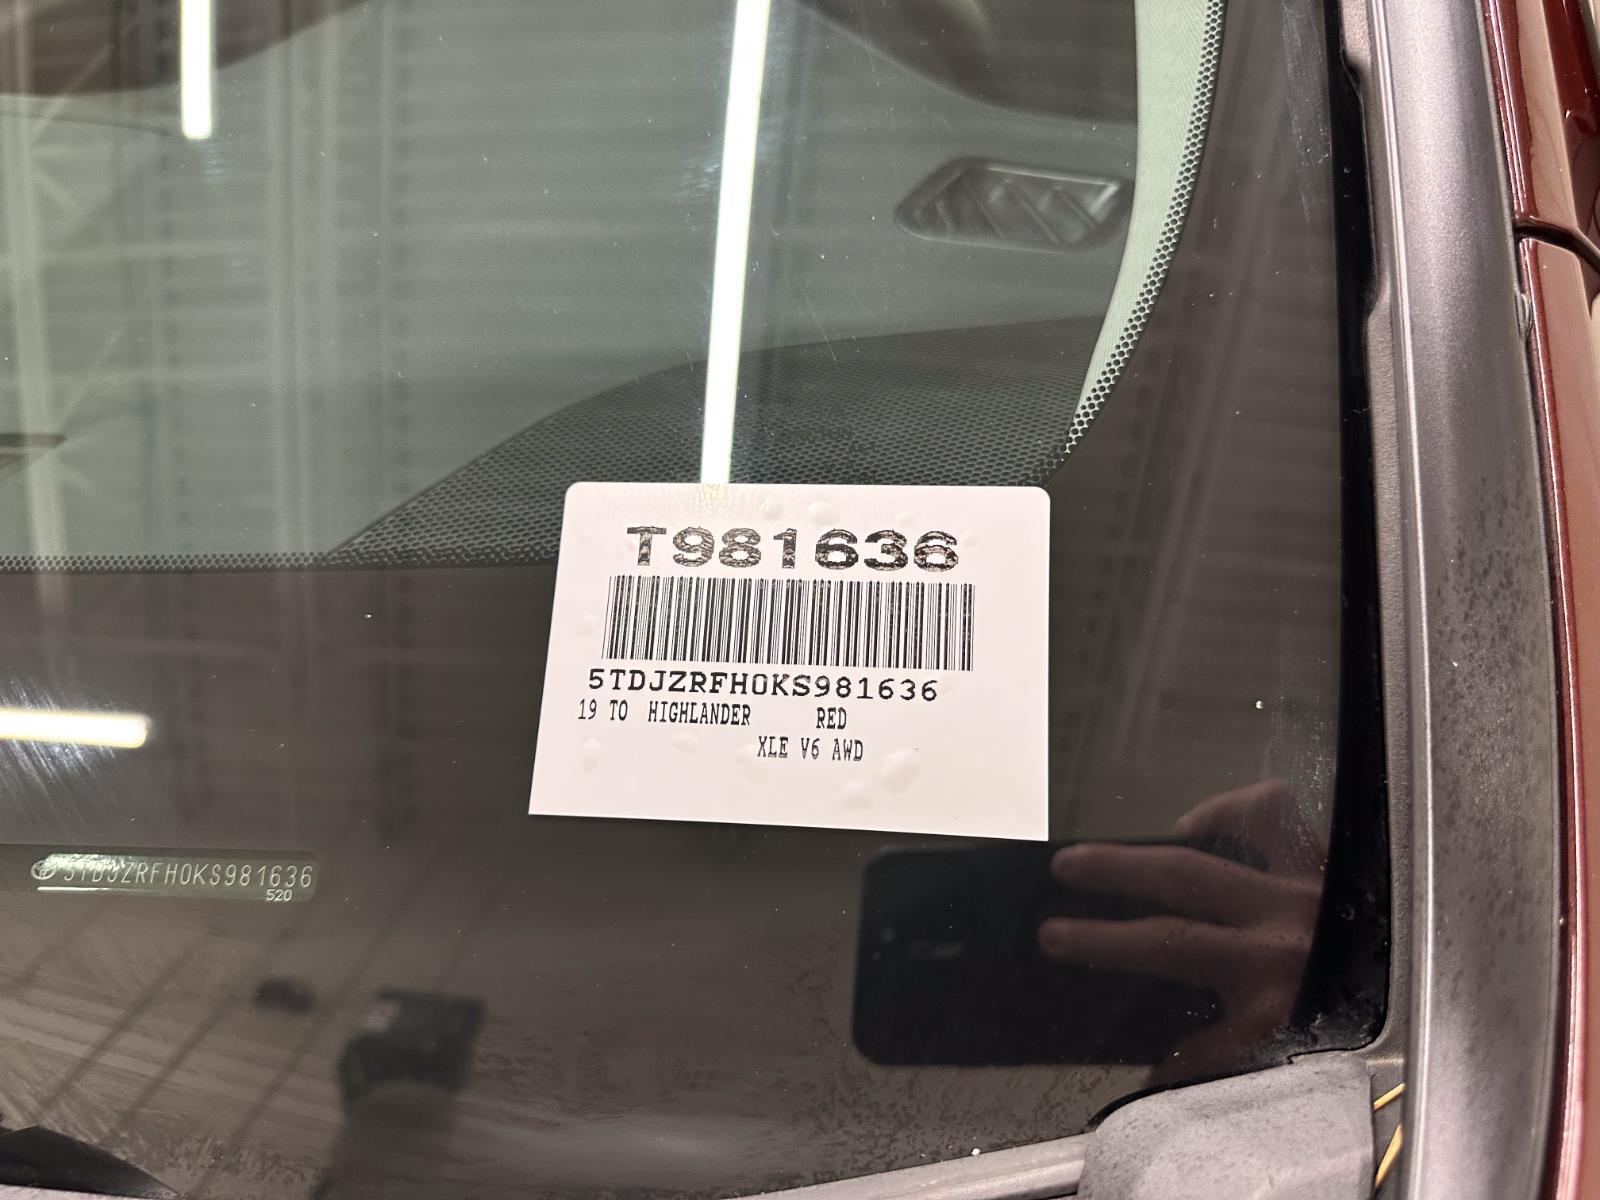 T981636
5TDJZRFH0KS981636
19 TO HIGHLANDER RED
XLE V6 AWD
5TDJZRFH0KS981636
520